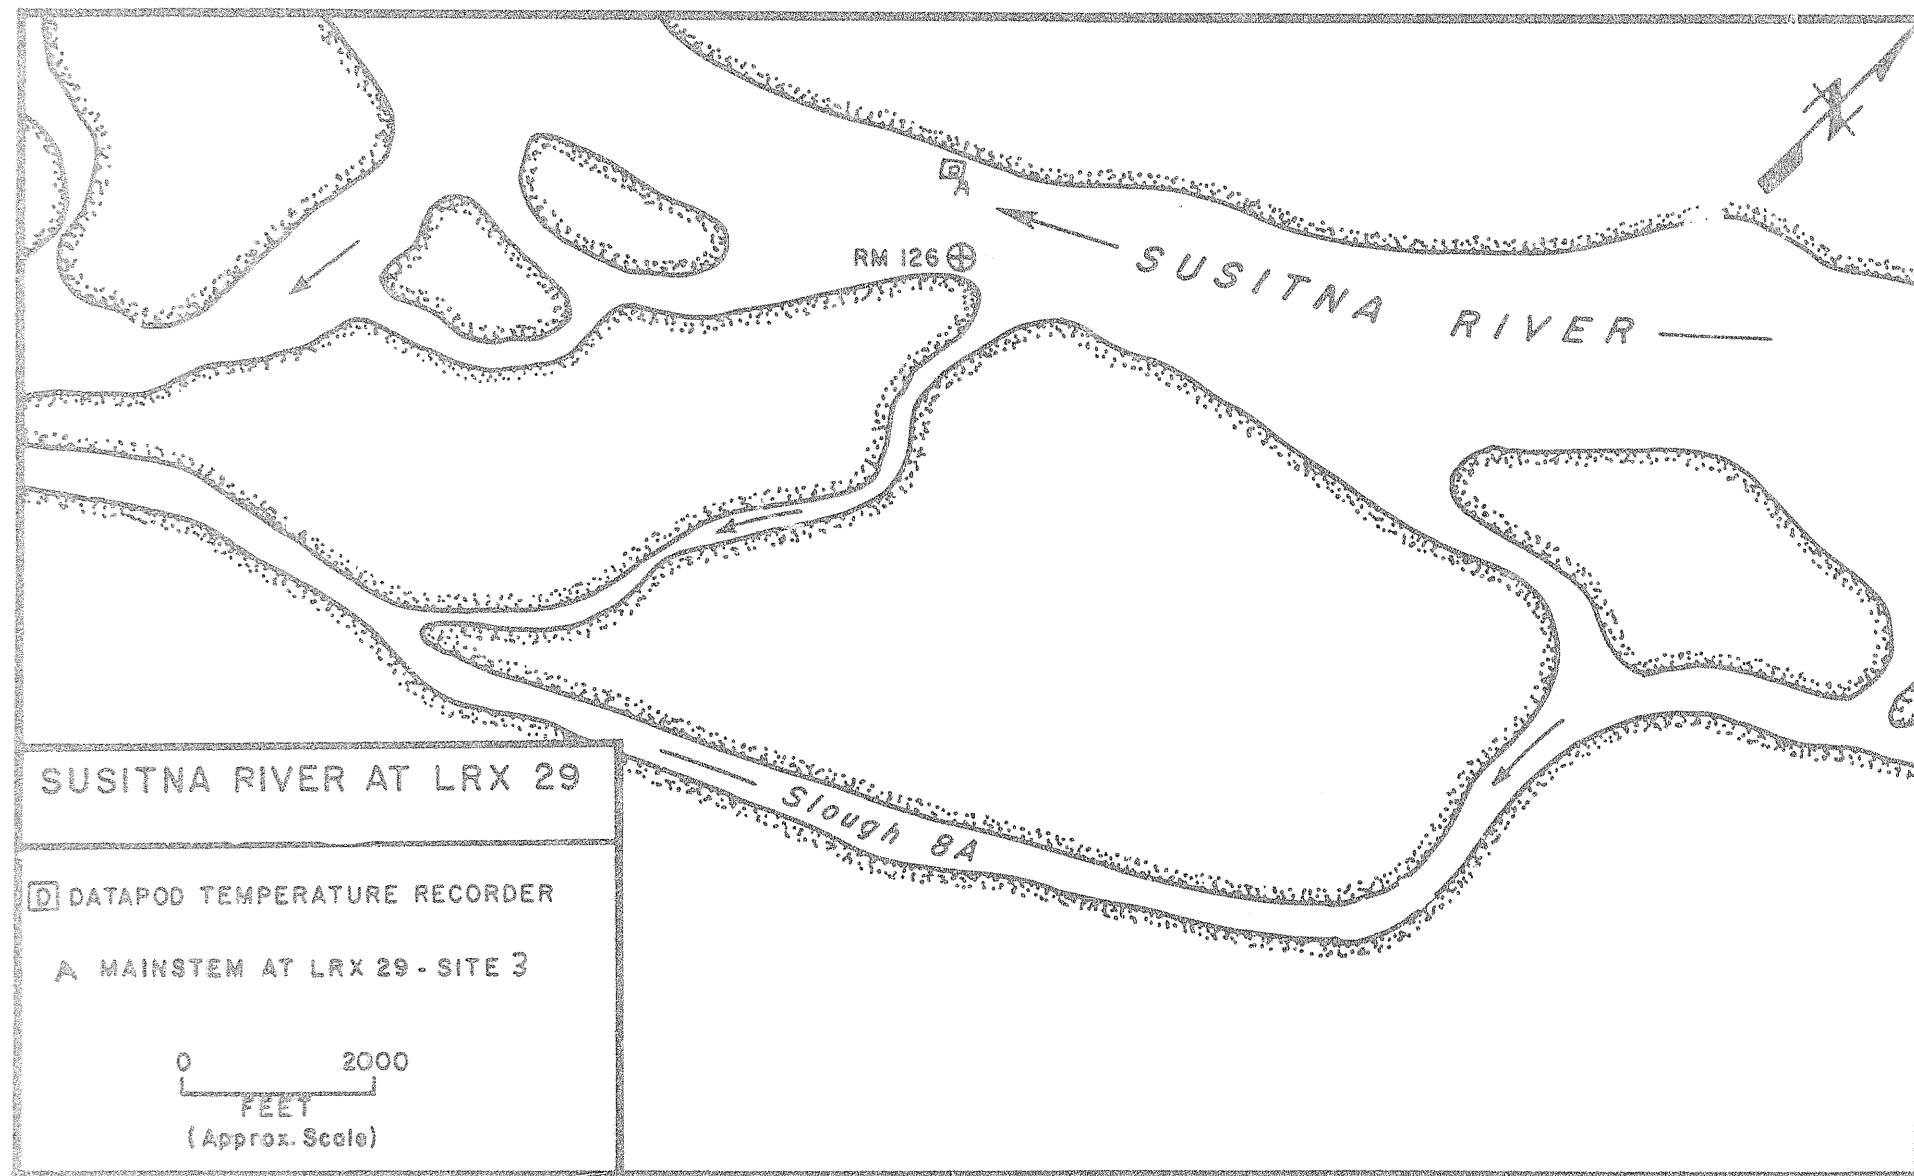 N
A
RM 126
SUSITNA RIVER
Slough 8A
SUSITNA RIVER AT LRX 29
D DATAPOD TEMPERATURE RECORDER
A MAINSTEM AT LRX 29 - SITE 3
0 2000
FEET
(Approx. Scale)